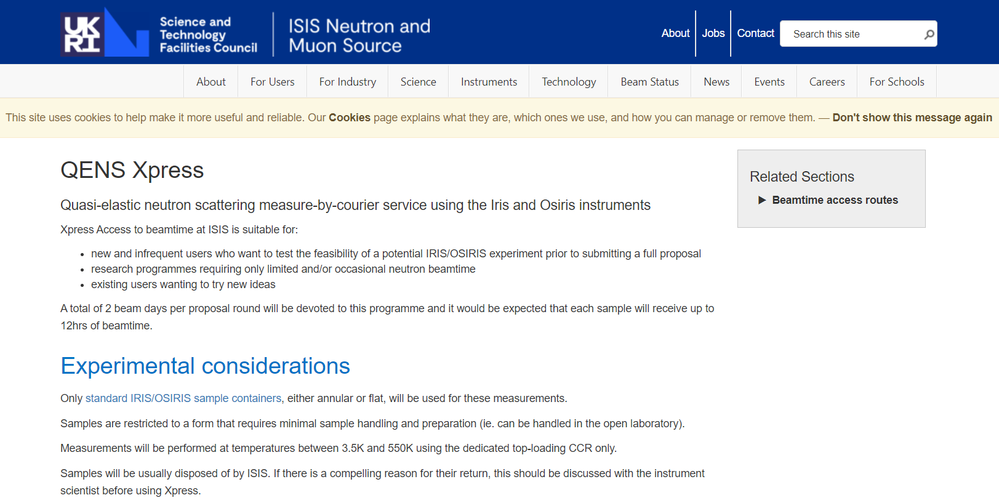 UK
RI
Science and
Technology
Facilities Council
ISIS Neutron and
Muon Source
About
Jobs
Contact
Search this site
About
For Users
For Industry
Science
Instruments
Technology
Beam Status
News
Events
Careers
For Schools
This site uses cookies to help make it more useful and reliable. Our Cookies page explains what they are, which ones we use, and how you can manage or remove them. — Don't show this message again
QENS Xpress
Quasi-elastic neutron scattering measure-by-courier service using the Iris and Osiris instruments
Xpress Access to beamtime at ISIS is suitable for:
• new and infrequent users who want to test the feasibility of a potential IRIS/OSIRIS experiment prior to submitting a full proposal
• research programmes requiring only limited and/or occasional neutron beamtime
• existing users wanting to try new ideas
A total of 2 beam days per proposal round will be devoted to this programme and it would be expected that each sample will receive up to
12hrs of beamtime.
Experimental considerations
Only standard IRIS/OSIRIS sample containers, either annular or flat, will be used for these measurements.
Samples are restricted to a form that requires minimal sample handling and preparation (ie. can be handled in the open laboratory).
Measurements will be performed at temperatures between 3.5K and 550K using the dedicated top-loading CCR only.
Samples will be usually disposed of by ISIS. If there is a compelling reason for their return, this should be discussed with the instrument
scientist before using Xpress.
Related Sections
Beamtime access routes